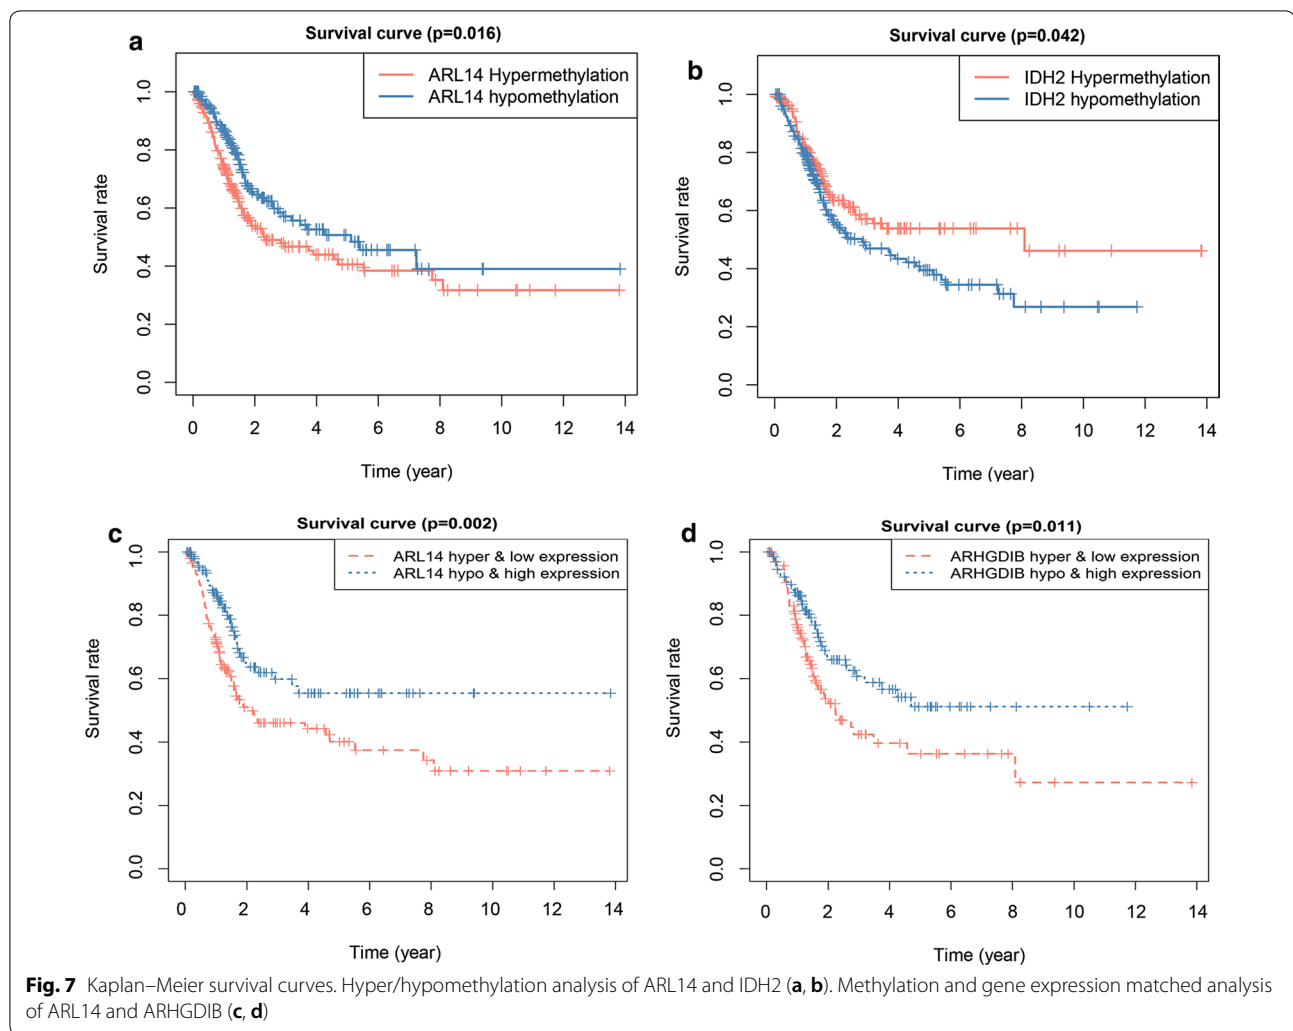 a
Survival curve (p=0.016)
ARL14 Hypermethylation
ARL14 hypomethylation
Survival rate
1.0
0.8
0.6
0.4
0.2
0.0
0 2 4 6 8 10 12 14
Time (year)
b
Survival curve (p=0.042)
IDH2 Hypermethylation
IDH2 hypomethylation
Survival rate
1.0
0.8
0.6
0.4
0.2
0.0
0 2 4 6 8 10 12 14
Time (year)
c
Survival curve (p=0.002)
ARL14 hyper & low expression
ARL14 hypo & high expression
Survival rate
1.0
0.8
0.6
0.4
0.2
0.0
0 2 4 6 8 10 12 14
Time (year)
d
Survival curve (p=0.011)
ARHGDIB hyper & low expression
ARHGDIB hypo & high expression
Survival rate
1.0
0.8
0.6
0.4
0.2
0.0
0 2 4 6 8 10 12 14
Time (year)
Fig. 7 Kaplan–Meier survival curves. Hyper/hypomethylation analysis of ARL14 and IDH2 (a, b). Methylation and gene expression matched analysis
of ARL14 and ARHGDIB (c, d)